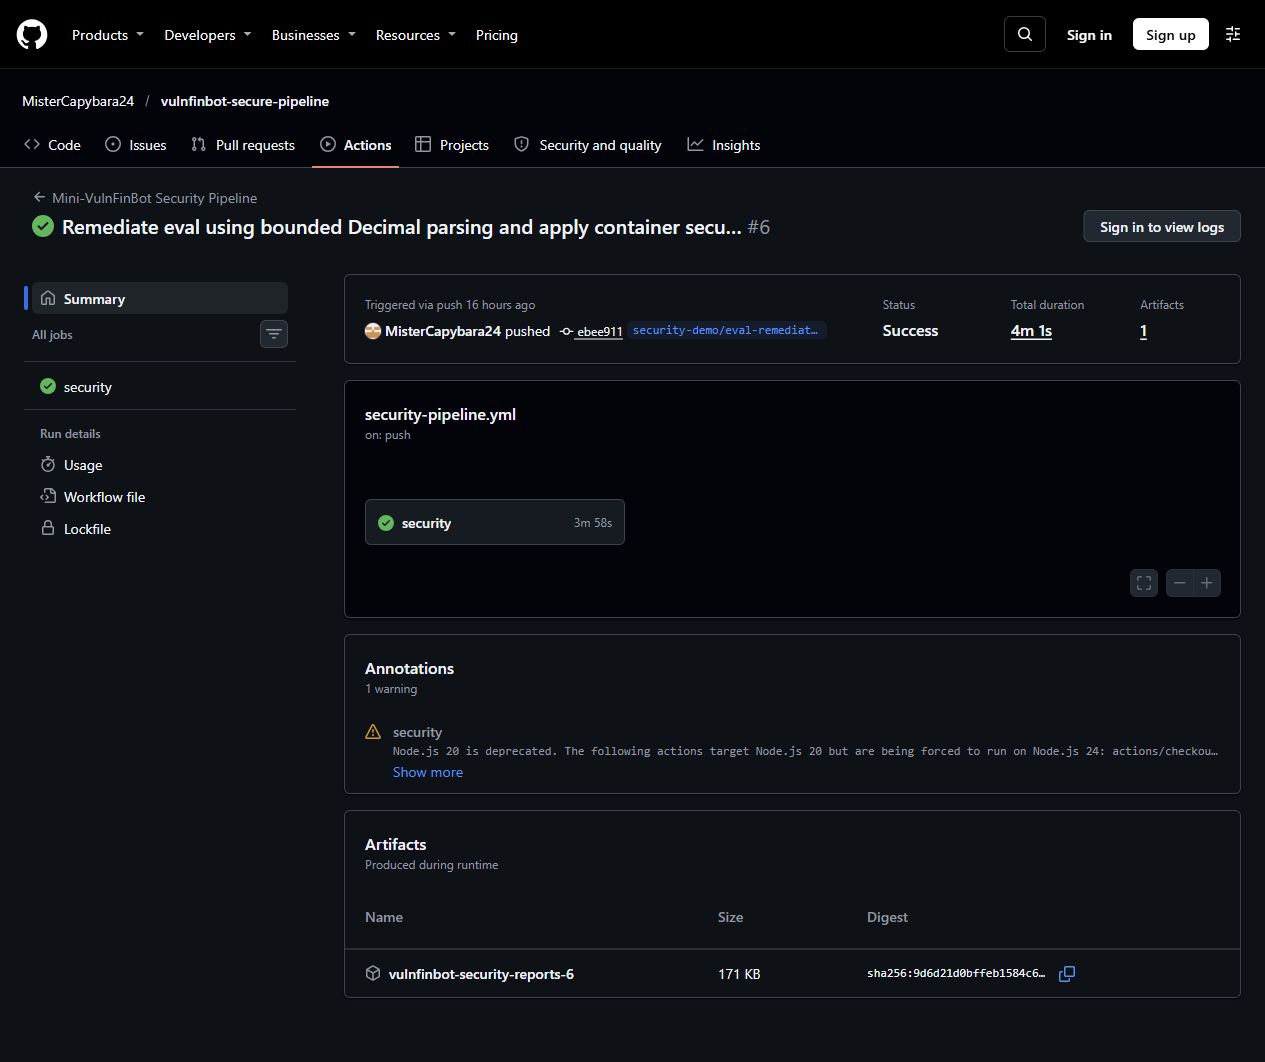 Products Developers Businesses Resources Pricing Sign in Sign up
MisterCapybara24 / vulnfinbot-secure-pipeline
Code Issues Pull requests Actions Projects Security and quality Insights
Mini-VulnFinBot Security Pipeline
Remediate eval using bounded Decimal parsing and apply container secu... #6
Sign in to view logs
Summary
All jobs
security
Run details
Usage
Workflow file
Lockfile
Triggered via push 16 hours ago
MisterCapybara24 pushed ebee911 security-demo/eval-remediat…
Status
Success
Total duration
4m 1s
Artifacts
1
security-pipeline.yml
on: push
security 3m 58s
Annotations
1 warning
security
Node.js 20 is deprecated. The following actions target Node.js 20 but are being forced to run on Node.js 24: actions/checkou…
Show more
Artifacts
Produced during runtime
Name Size Digest
vulnfinbot-security-reports-6 171 KB sha256:9d6d21d0bffeb1584c6…